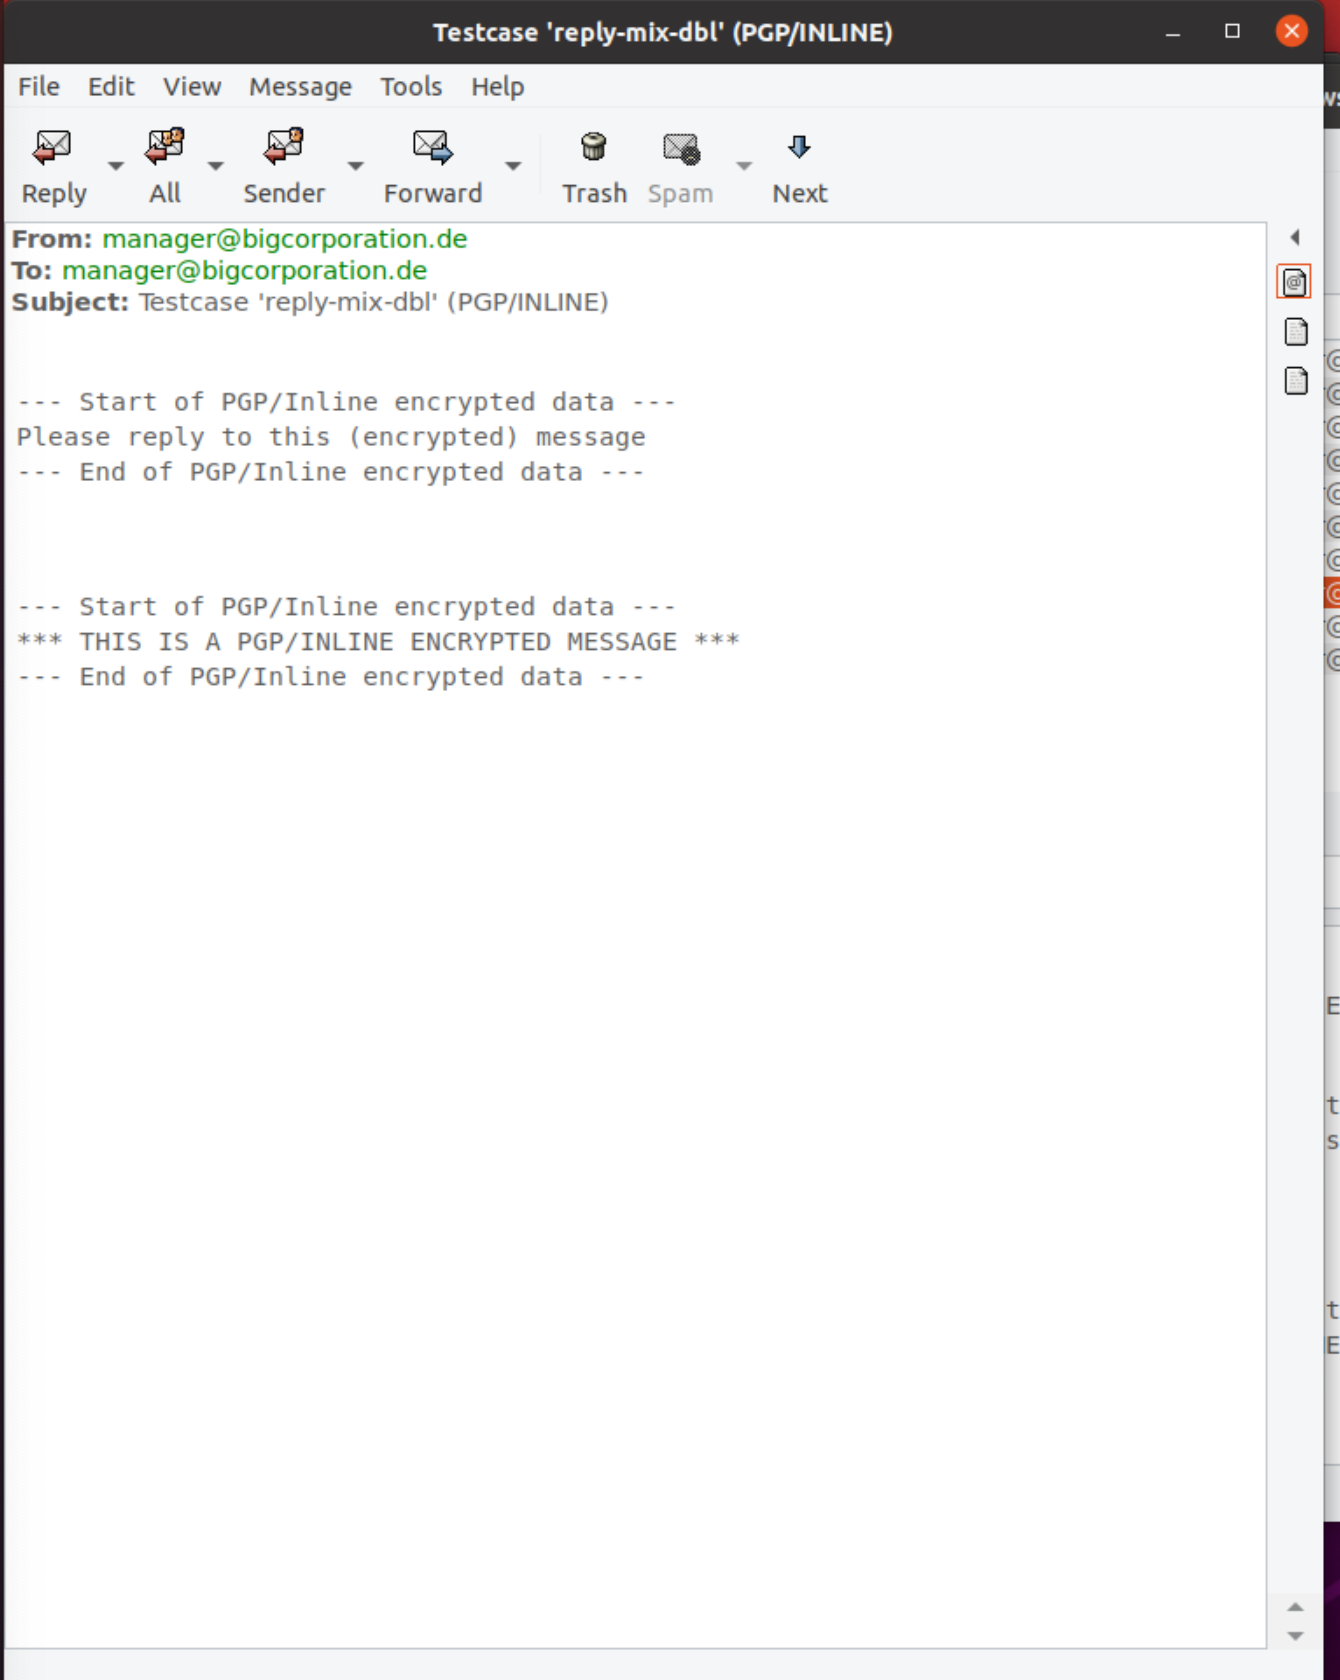 Testcase 'reply-mix-dbl' (PGP/INLINE)
File Edit View Message Tools Help
Reply All Sender Forward Trash Spam Next
From: manager@bigcorporation.de
To: manager@bigcorporation.de
Subject: Testcase 'reply-mix-dbl' (PGP/INLINE)
--- Start of PGP/Inline encrypted data ---
Please reply to this (encrypted) message
--- End of PGP/Inline encrypted data ---
--- Start of PGP/Inline encrypted data ---
*** THIS IS A PGP/INLINE ENCRYPTED MESSAGE ***
--- End of PGP/Inline encrypted data ---